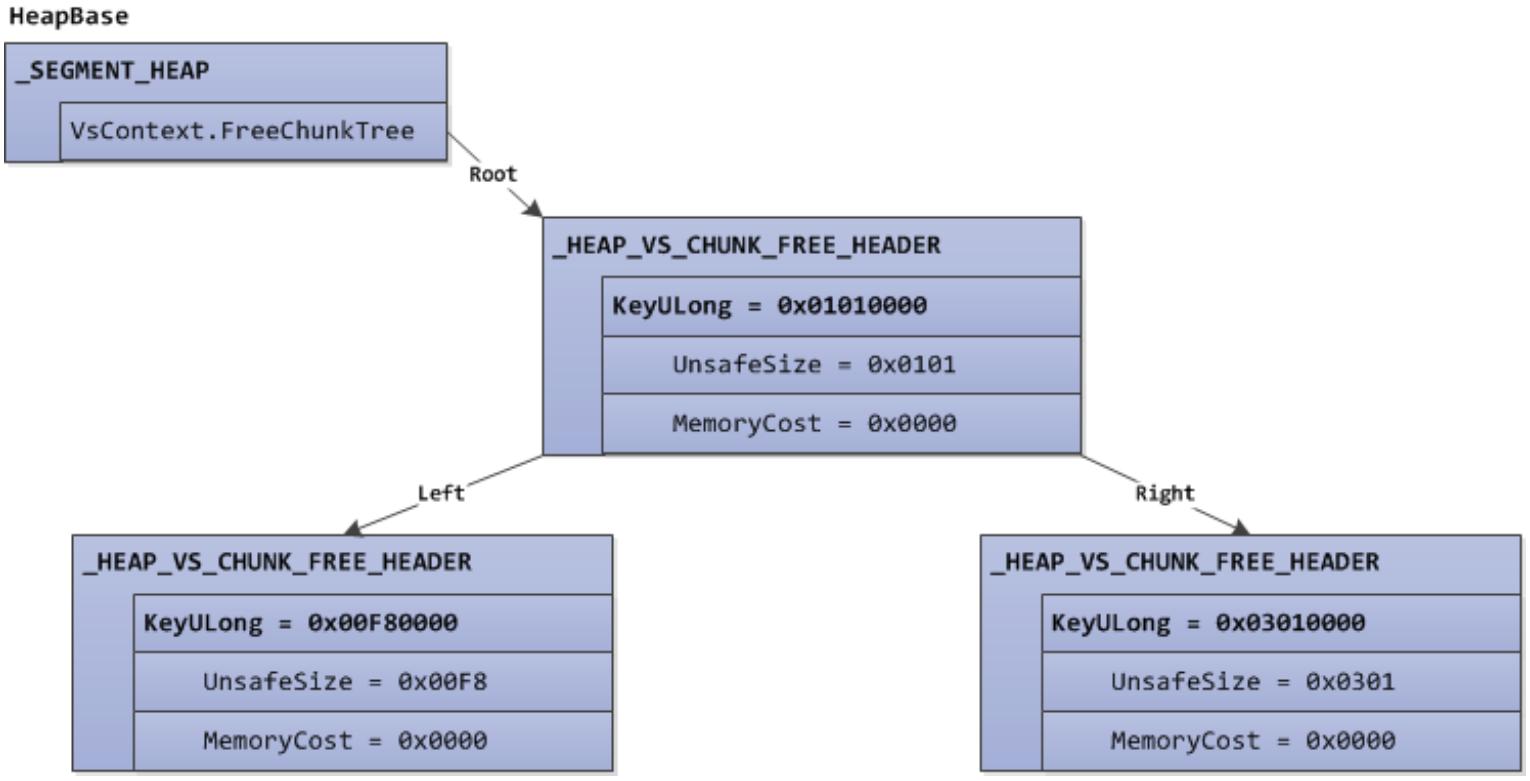 HeapBase
_SEGMENT_HEAP
VsContext.FreeChunkTree
Root
_HEAP_VS_CHUNK_FREE_HEADER
KeyULong = 0x01010000
UnsafeSize = 0x0101
MemoryCost = 0x0000
Left
Right
_HEAP_VS_CHUNK_FREE_HEADER
KeyULong = 0x00F80000
UnsafeSize = 0x00F8
MemoryCost = 0x0000
_HEAP_VS_CHUNK_FREE_HEADER
KeyULong = 0x03010000
UnsafeSize = 0x0301
MemoryCost = 0x0000